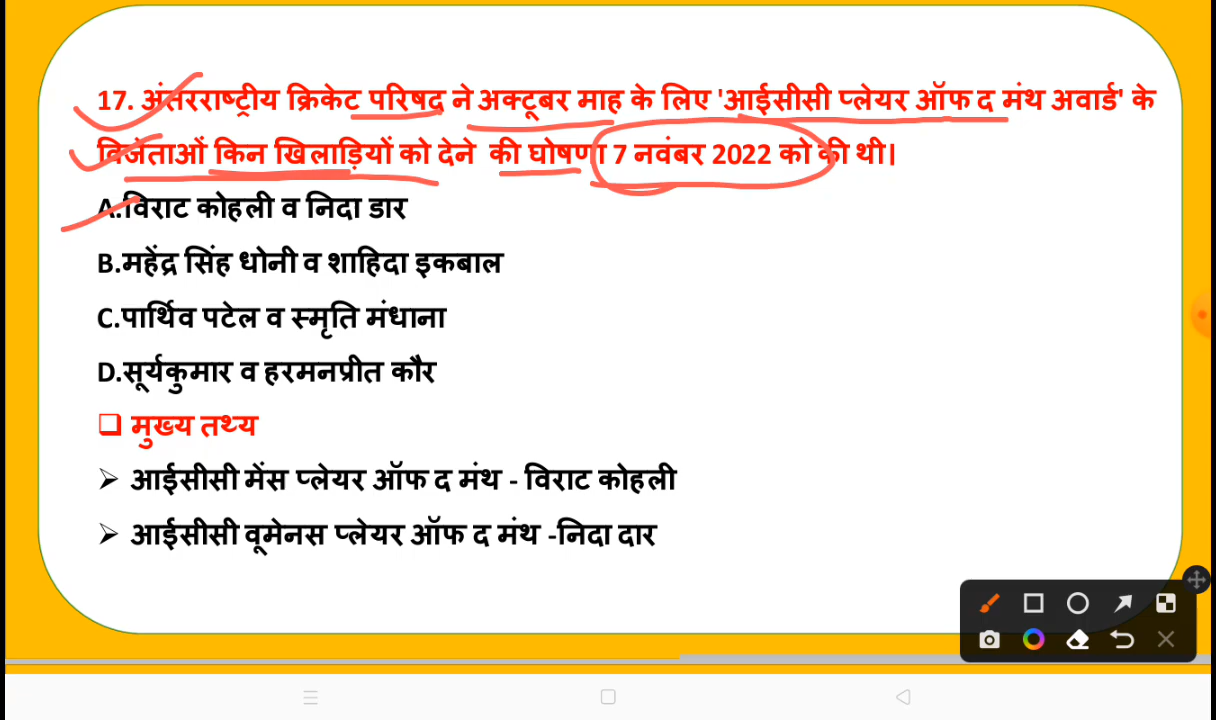 17. अंतरराष्ट्रीय क्रिकेट परिषद ने अक्टूबर माह के लिए 'आईसीसी प्लेयर ऑफ द मंथ अवार्ड' के
विजेताओं किन खिलाड़ियों को देने की घोषणा 7 नवंबर 2022 को की थी।
A.विराट कोहली व निदा डार
B.महेंद्र सिंह धोनी व शाहिदा इकबाल
C.पार्थिव पटेल व स्मृति मंधाना
D.सूर्यकुमार व हरमनप्रीत कौर
मुख्य तथ्य
आईसीसी मेंस प्लेयर ऑफ द मंथ - विराट कोहली
आईसीसी वूमेनस प्लेयर ऑफ द मंथ -निदा दार